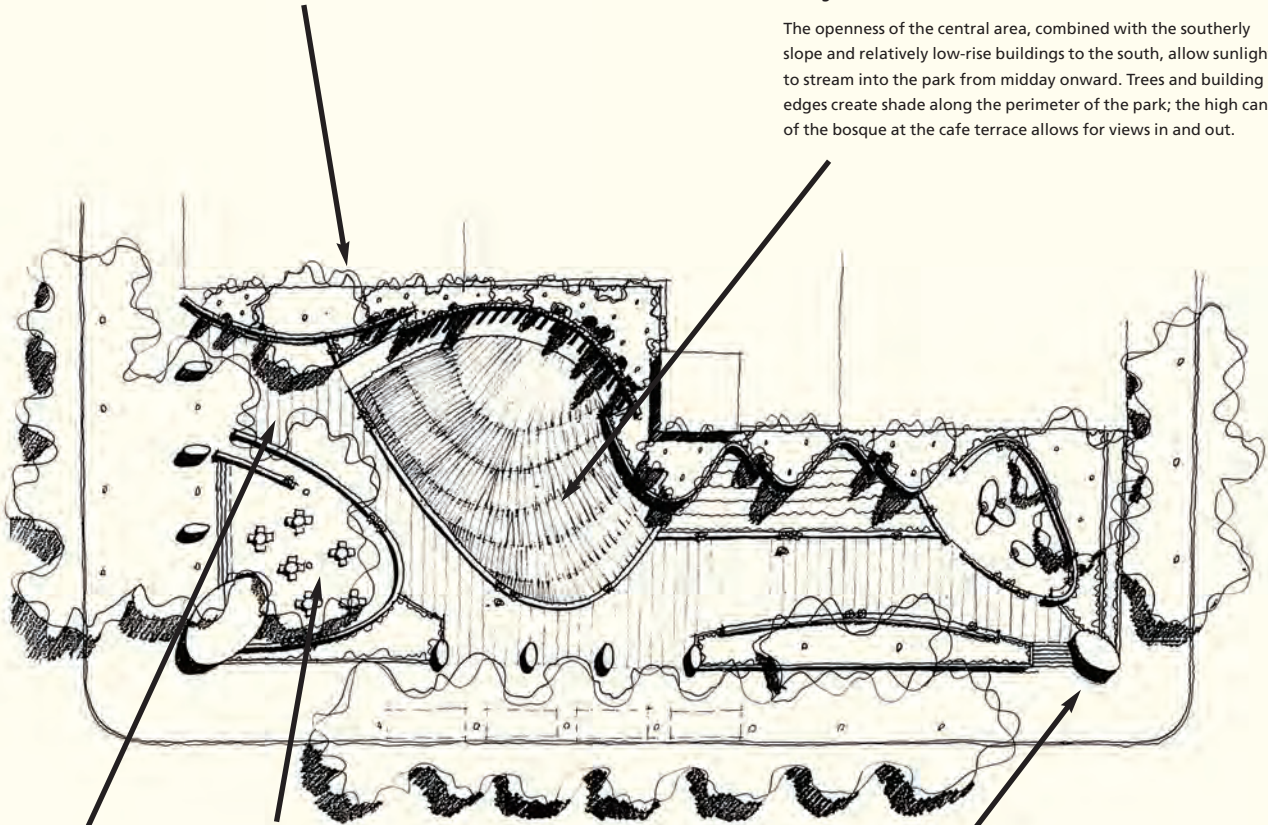 The openness of the central area, combined with the southerly
slope and relatively low-rise buildings to the south, allow sunligh
to stream into the park from midday onward. Trees and building
edges create shade along the perimeter of the park; the high can
of the bosque at the cafe terrace allows for views in and out.